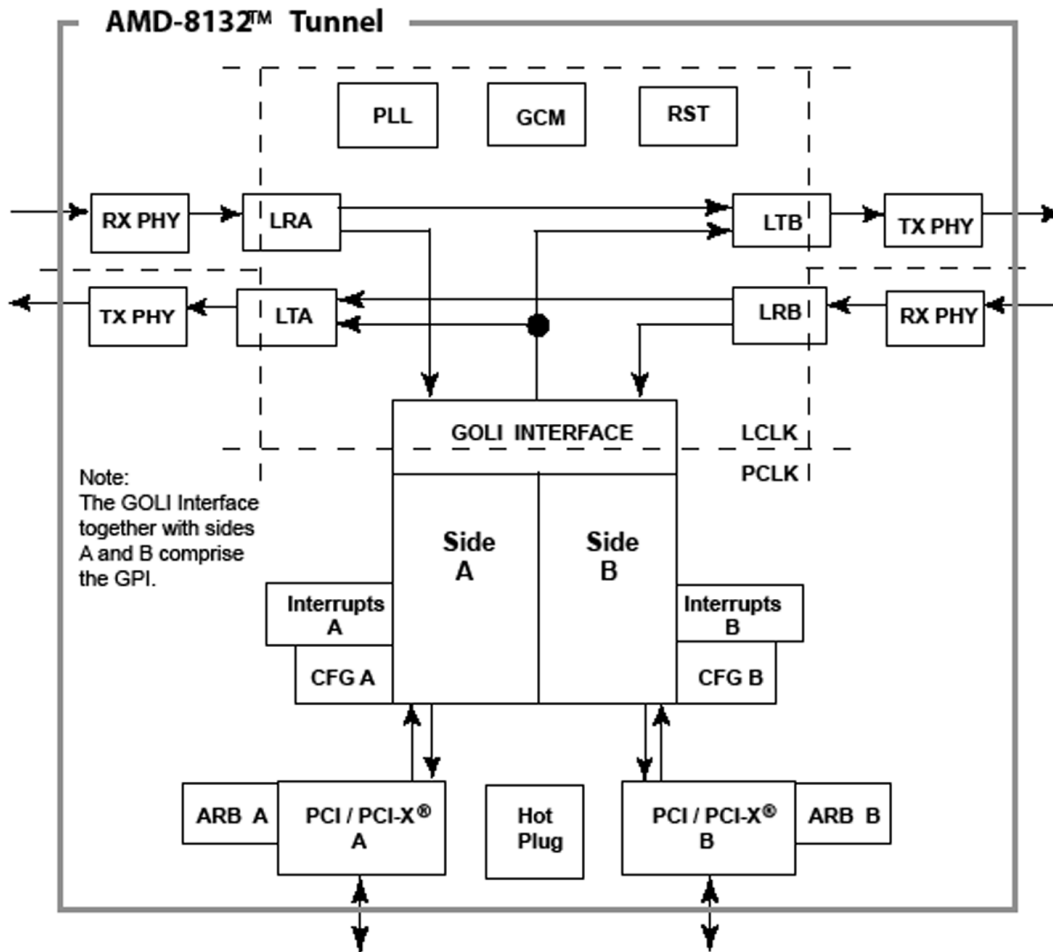 AMD-8132™ Tunnel
PLL
GCM
RST
RX PHY
LRA
LTB
TX PHY
TX PHY
LTA
LRB
RX PHY
GOLI INTERFACE
LCLK
PCLK
Note:
The GOLI Interface
together with sides
A and B comprise
the GPI.
Side
A
Side
B
Interrupts
A
Interrupts
B
CFG A
CFG B
ARB A
PCI / PCI-X®
A
Hot
Plug
PCI / PCI-X®
B
ARB B